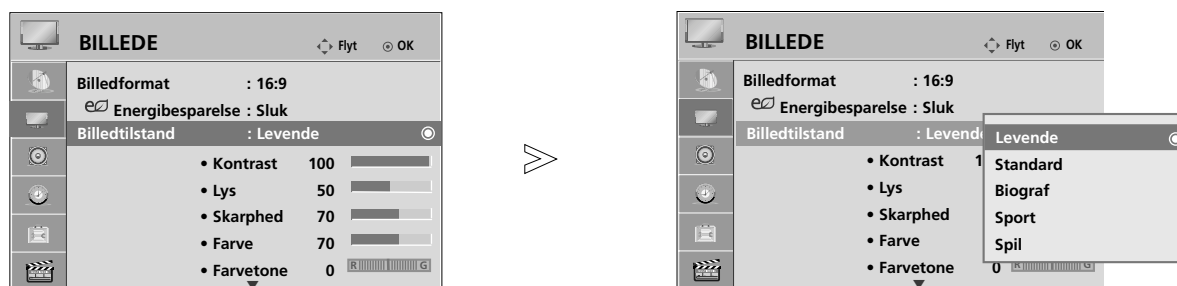 BILLEDE Flyt OK
Billedformat : 16:9
Energibesparelse : Sluk
Billedtilstand : Levende
• Kontrast 100
• Lys 50
• Skarphed 70
• Farve 70
• Farvetone 0 R G
BILLEDE Flyt OK
Billedformat : 16:9
Energibesparelse : Sluk
Billedtilstand : Levende
• Kontrast 1
• Lys
• Skarphed
• Farve
• Farvetone 0 R G
Levende
Standard
Biograf
Sport
Spil